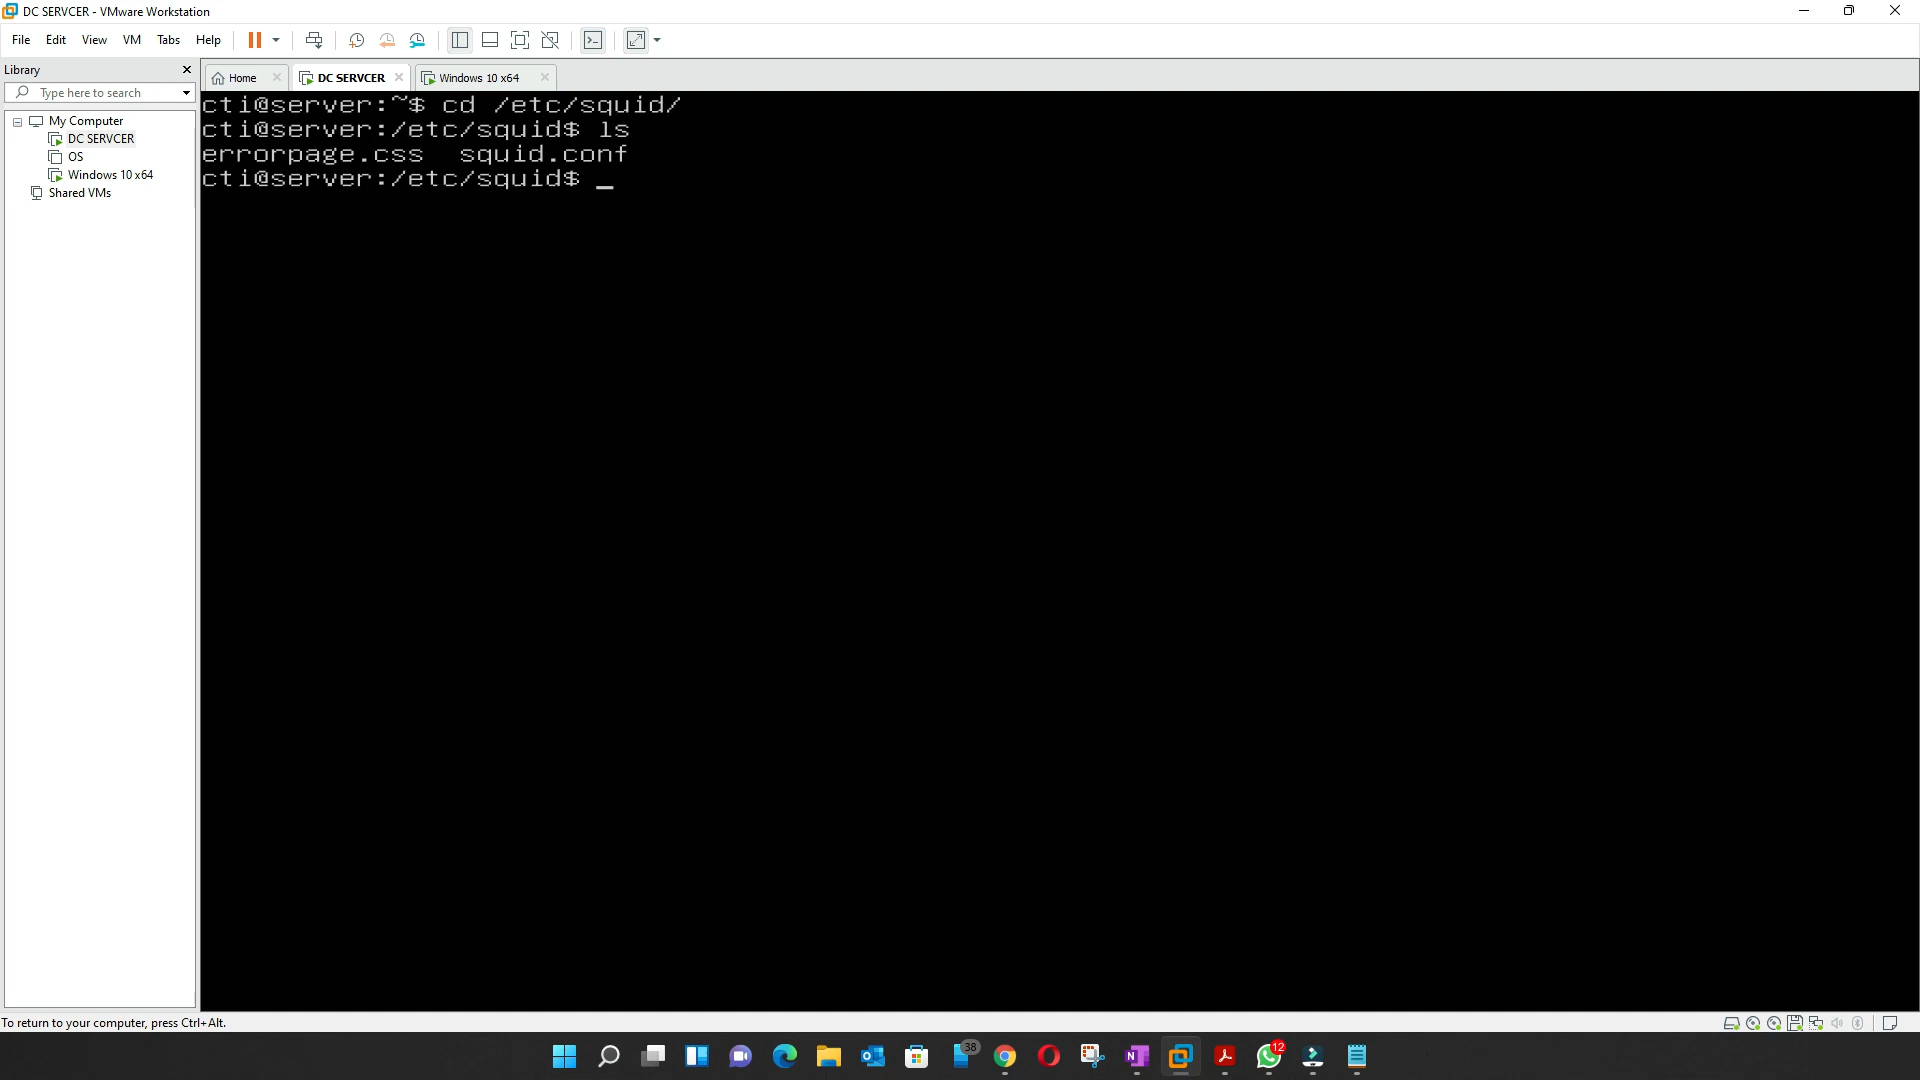 DC SERVCER - VMware Workstation
File Edit View VM Tabs Help
Library
Home
DC SERVCER
Windows 10 x64
Type here to search
My Computer
DC SERVCER
OS
Windows 10 x64
Shared VMs
cti@server:~$ cd /etc/squid/
cti@server:/etc/squid$ ls
errorpage.css squid.conf
cti@server:/etc/squid$ _
To return to your computer, press Ctrl+Alt.
38
12